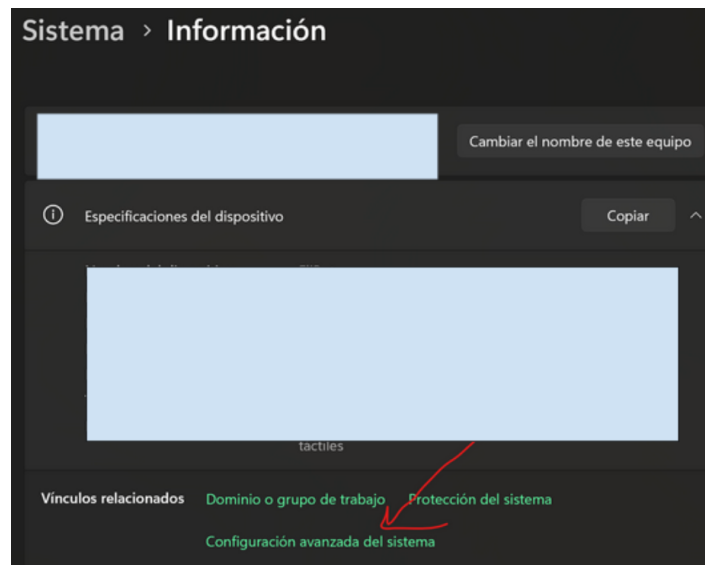 Sistema > Información
Cambiar el nombre de este equipo
Especificaciones del dispositivo
Copiar
táctiles
Vínculos relacionados Dominio o grupo de trabajo Protección del sistema
Configuración avanzada del sistema